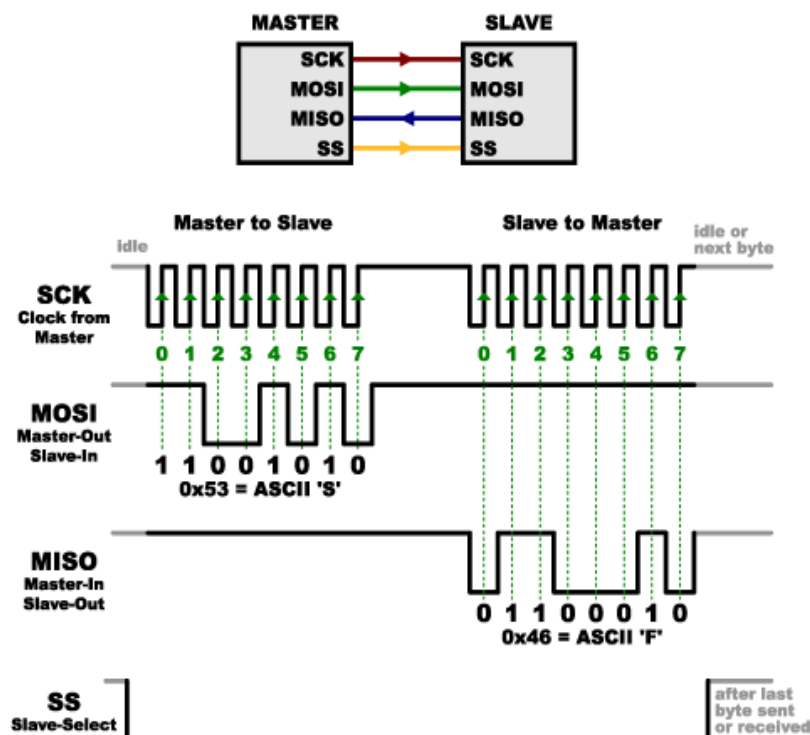 MASTER SLAVE
SCK SCK
MOSI MOSI
MISO MISO
SS SS
Master to Slave Slave to Master
idle
idle or
next byte
SCK
Clock from
Master
0 1 2 3 4 5 6 7 0 1 2 3 4 5 6 7
MOSI
Master-Out
Slave-In
1 1 0 0 1 0 1 0
0x53 = ASCII 'S'
MISO
Master-In
Slave-Out
0 1 1 0 0 0 1 0
0x46 = ASCII 'F'
SS
Slave-Select
after last
byte sent
or received